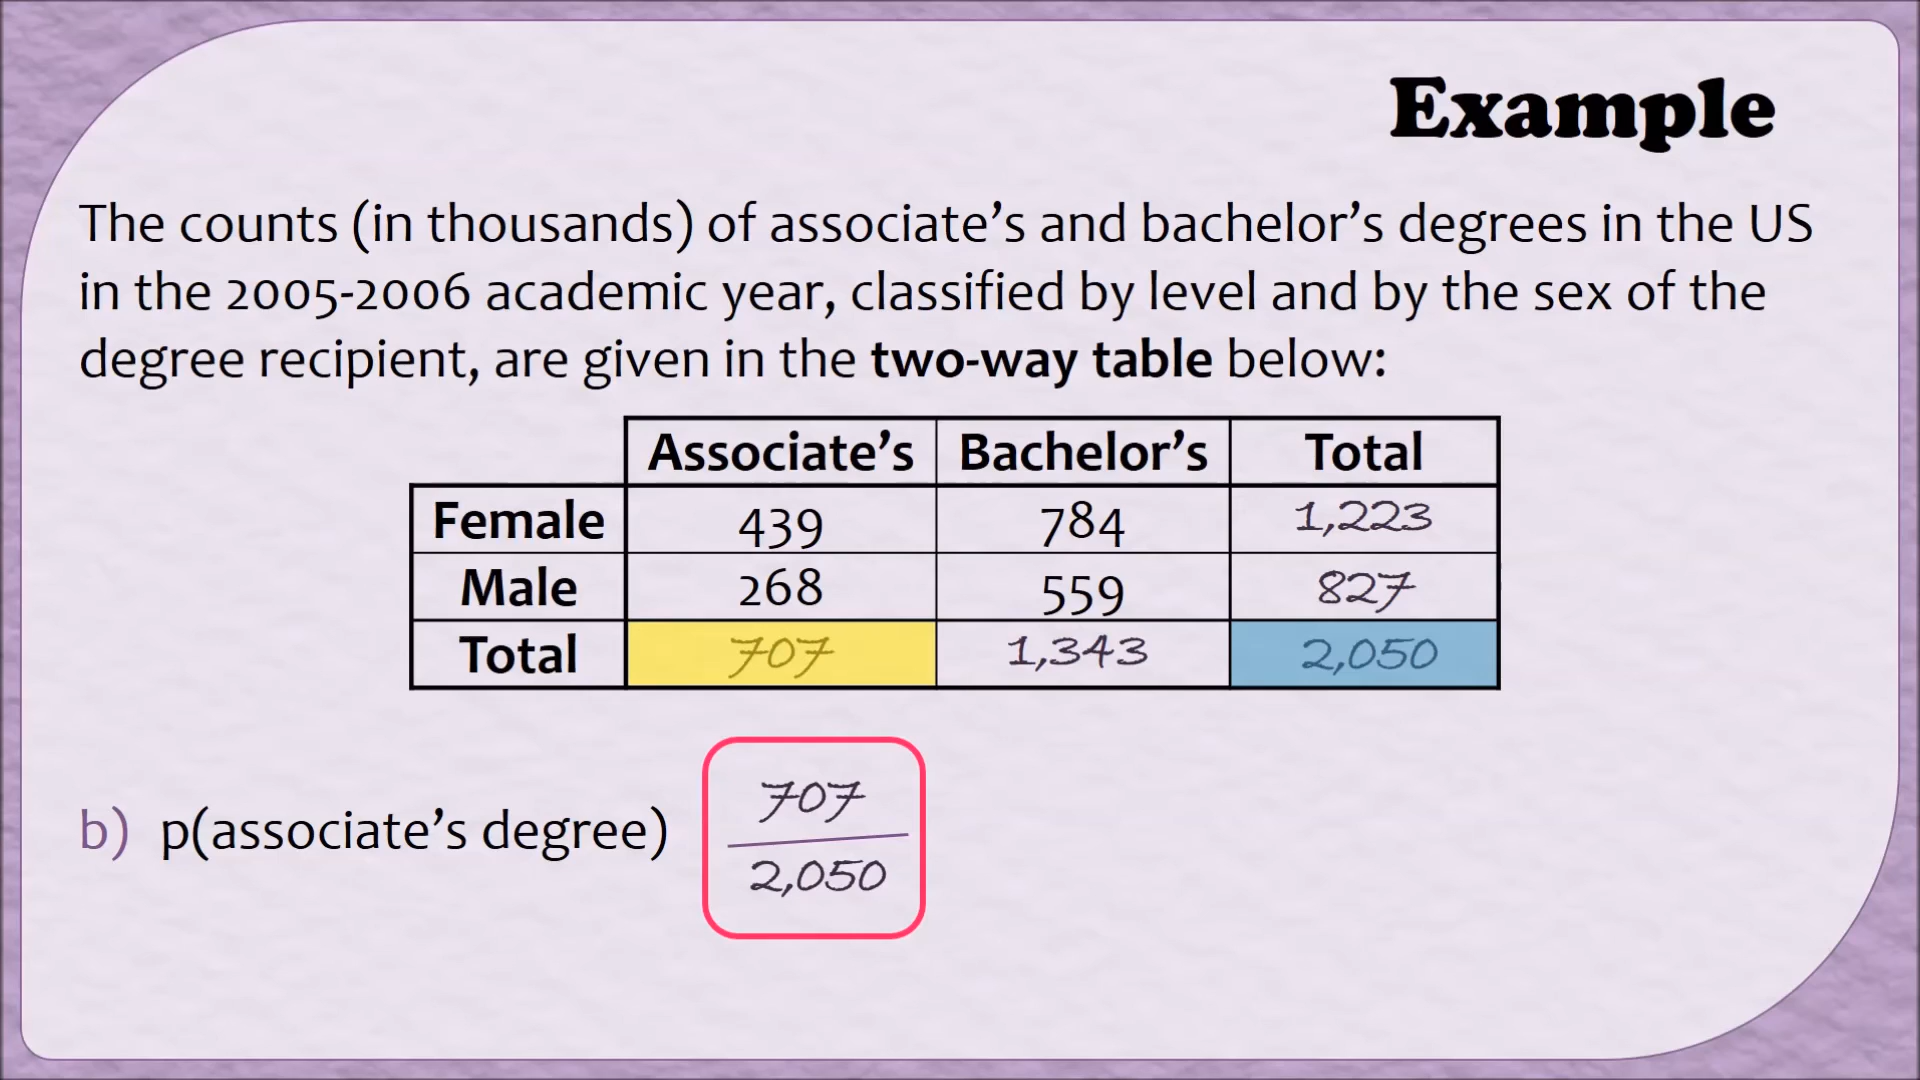 Example
The counts (in thousands) of associate’s and bachelor’s degrees in the US
in the 2005-2006 academic year, classified by level and by the sex of the
degree recipient, are given in the two-way table below:
Associate’s Bachelor’s Total
Female 439 784 1,223
Male 268 559 827
Total 707 1,343 2,050
b) p(associate’s degree)
707
2,050